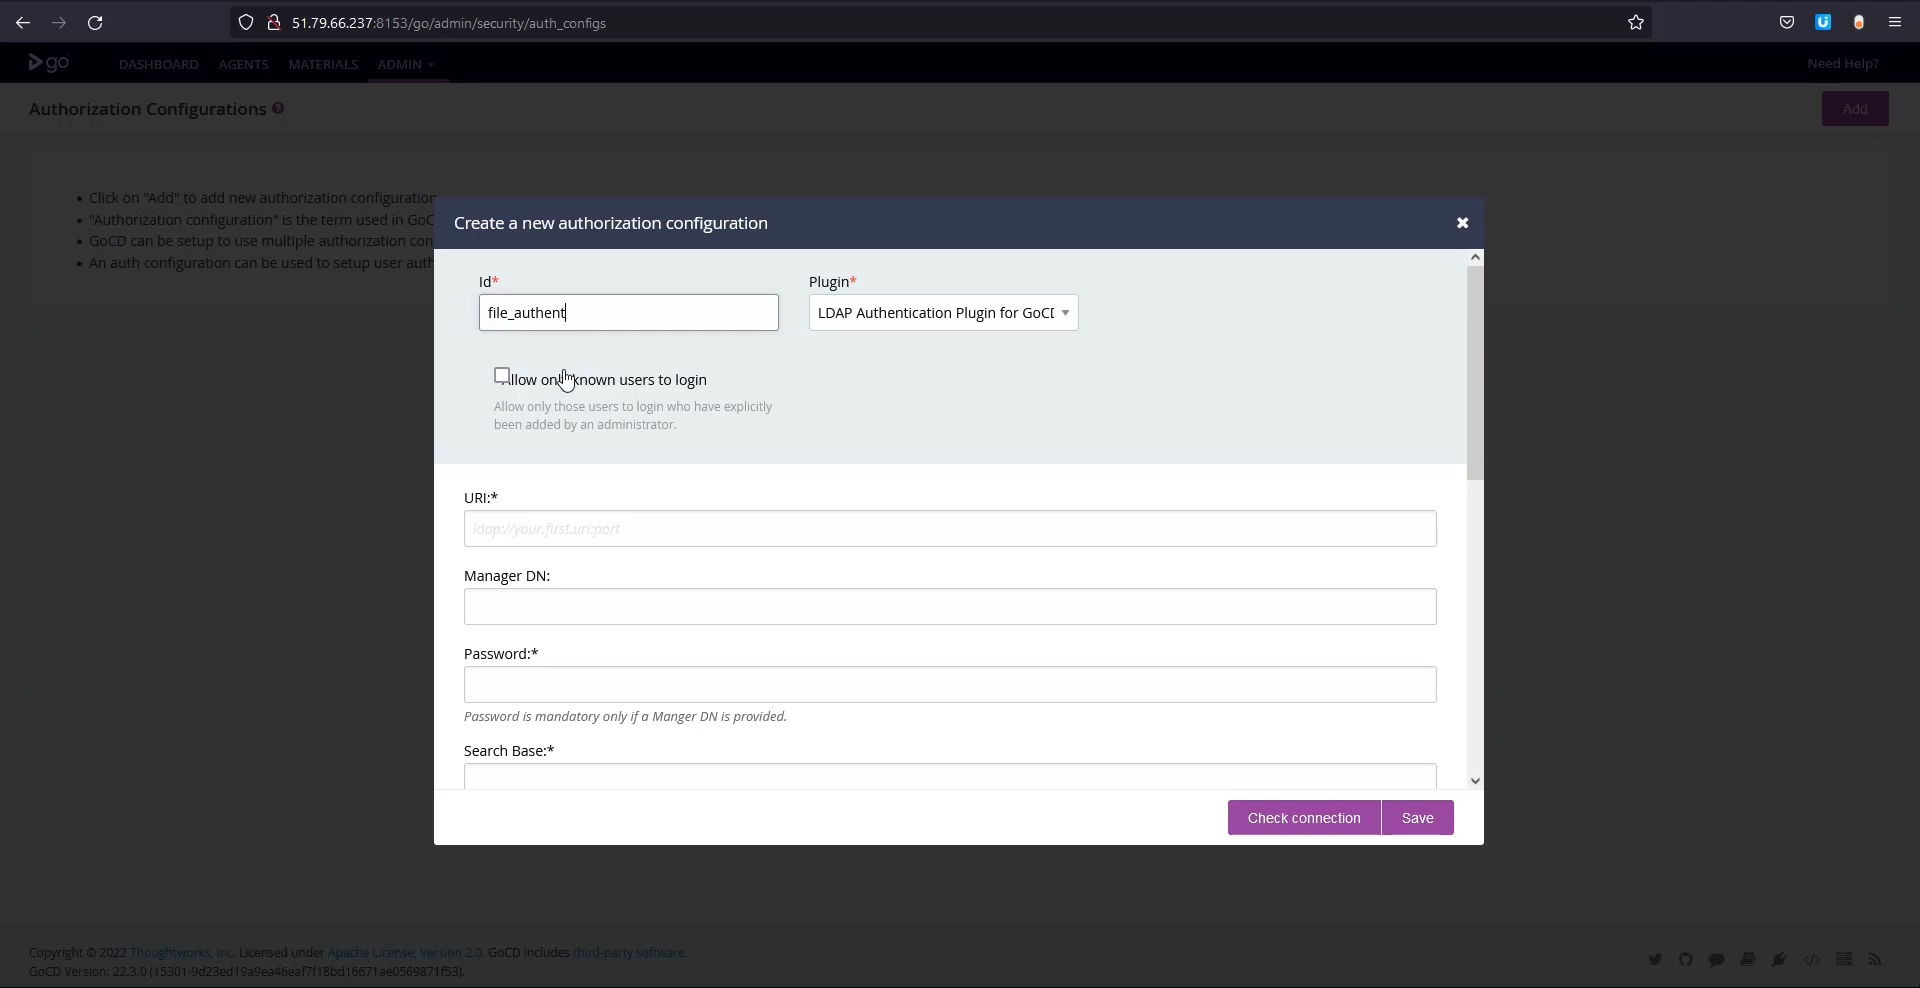 51.79.66.237:8153/go/admin/security/auth_configs
go
DASHBOARD
AGENTS
MATERIALS
ADMIN
Need Help?
Authorization Configurations
Add
Click on "Add" to add new authorization configuration
"Authorization configuration" is the term used in GoC
GoCD can be setup to use multiple authorization con
An auth configuration can be used to setup user auth
Create a new authorization configuration
Id*
Plugin*
file_authent
LDAP Authentication Plugin for GoCD
Allow only known users to login
Allow only those users to login who have explicitly
been added by an administrator.
URI:*
ldap://your.first.uri:port
Manager DN:
Password:*
Password is mandatory only if a Manger DN is provided.
Search Base:*
Check connection
Save
Copyright © 2022 Thoughtworks, Inc. Licensed under Apache License, Version 2.0. GoCD includes third-party software.
GoCD Version: 22.3.0 (15301-9d23ed19a9ea46eaf7f18bd16671ae0569871f53).